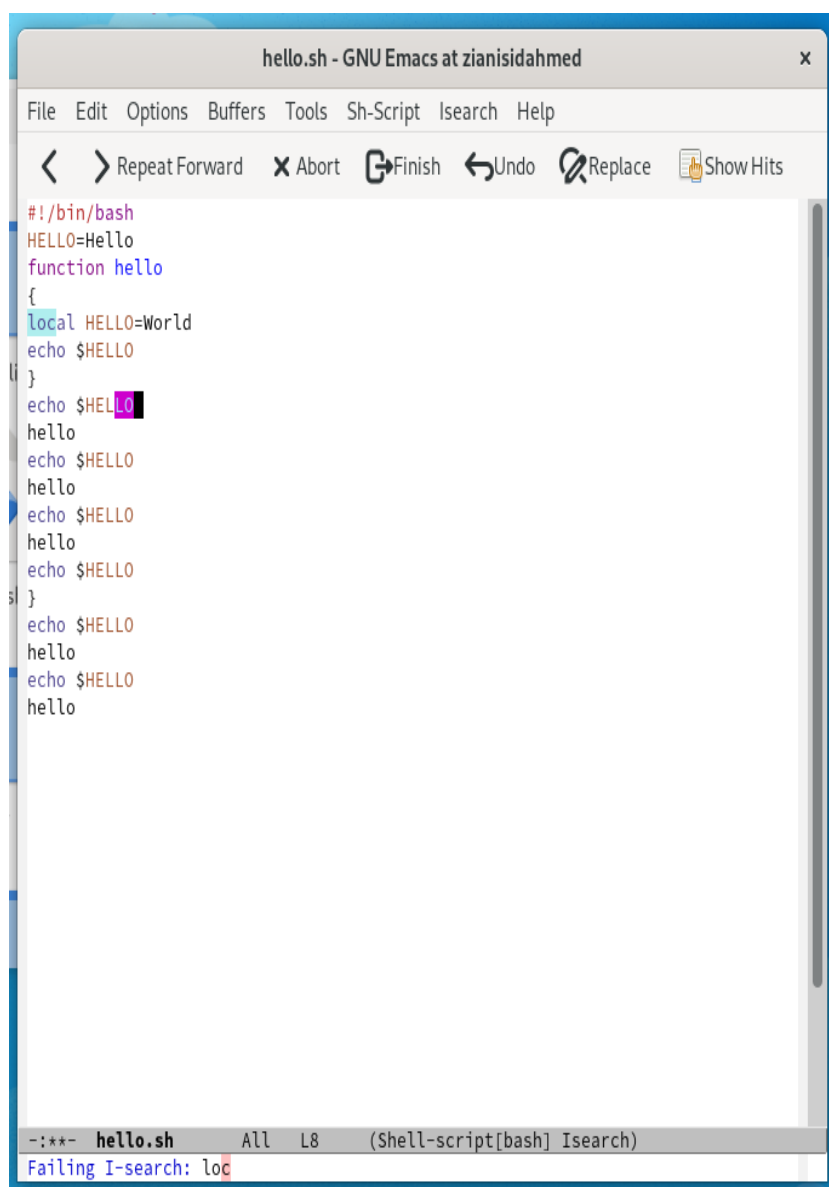 hello.sh - GNU Emacs at zianisidahmed x
File Edit Options Buffers Tools Sh-Script Isearch Help
Repeat Forward Abort Finish Undo Replace Show Hits
#!/bin/bash
HELLO=Hello
function hello
{
local HELLO=World
echo $HELLO
}
echo $HELLO
hello
echo $HELLO
hello
echo $HELLO
hello
echo $HELLO
}
echo $HELLO
hello
echo $HELLO
hello
-:**- hello.sh All L8 (Shell-script[bash] Isearch)
Failing I-search: loc